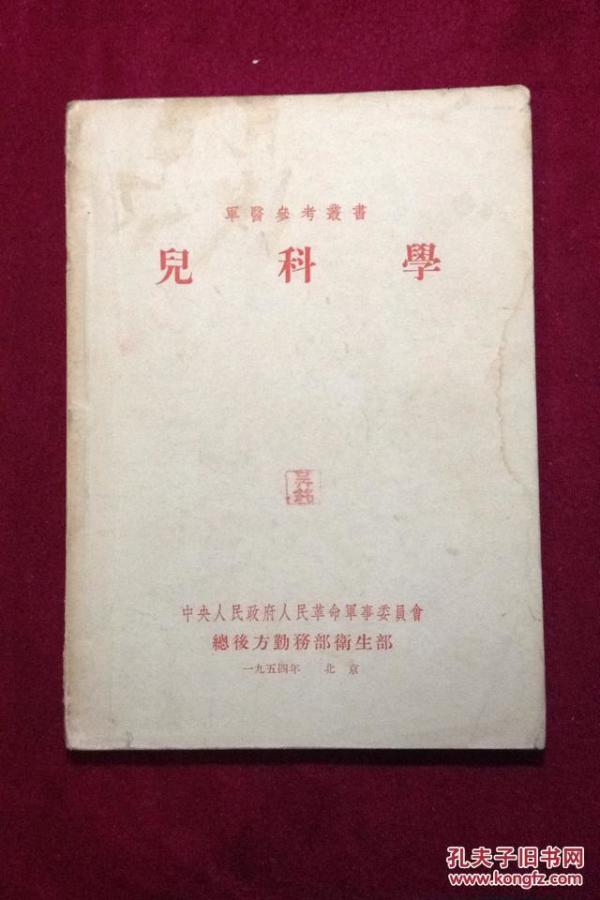 軍醫參考叢書
兒科學
中央人民政府人民革命軍事委員會
總後方勤務部衛生部
一九五四年 北京
孔夫子旧书网
www.kongfz.com